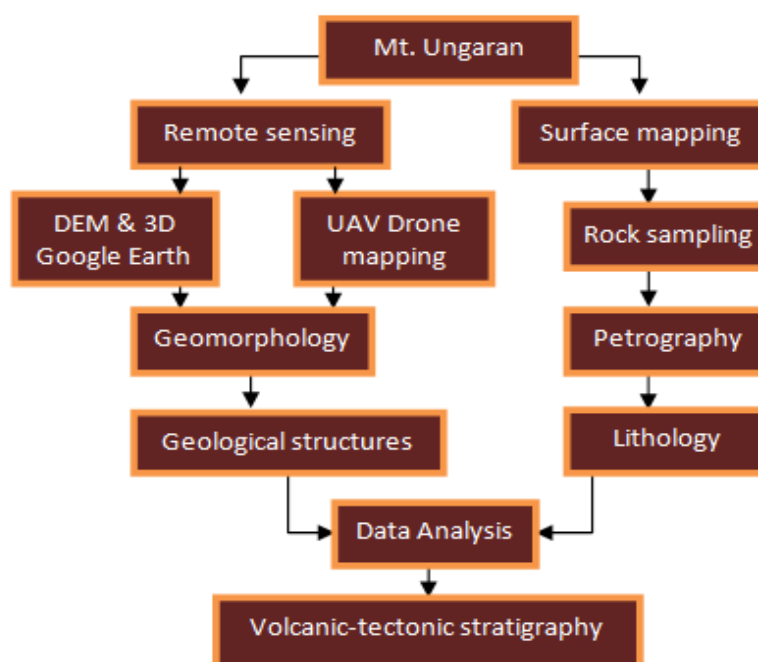 Mt. Ungaran
Remote sensing
Surface mapping
DEM & 3D
Google Earth
UAV Drone
mapping
Rock sampling
Geomorphology
Petrography
Geological structures
Lithology
Data Analysis
Volcanic-tectonic stratigraphy